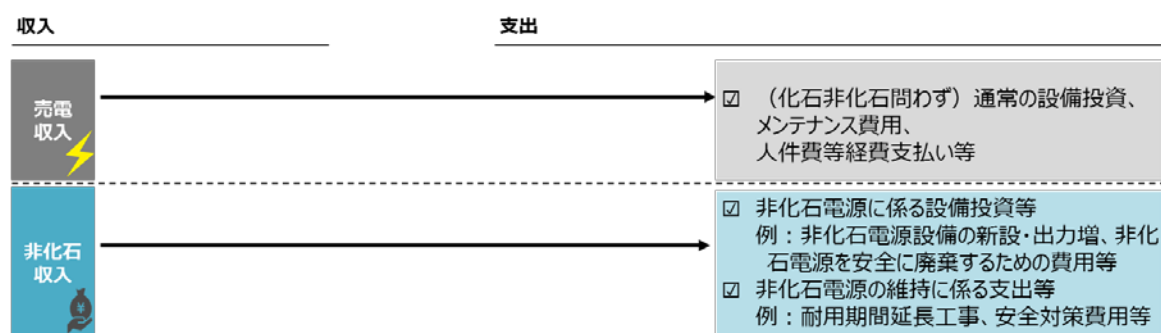 収入
支出
売電
収入
☑ （化石非化石問わず）通常の設備投資、
メンテナンス費用、
人件費等経費支払い等
非化石
収入
¥
☑ 非化石電源に係る設備投資等
例：非化石電源設備の新設・出力増、非化
石電源を安全に廃棄するための費用等
☑ 非化石電源の維持に係る支出等
例：耐用期間延長工事、安全対策費用等